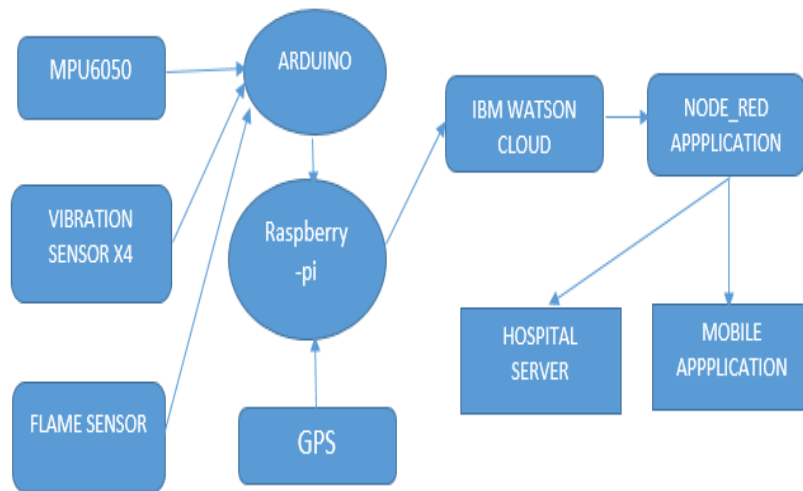 MPU6050
ARDUINO
IBM WATSON
CLOUD
NODE_RED
APPPLICATION
VIBRATION
SENSOR X4
Raspberry
-pi
HOSPITAL
SERVER
MOBILE
APPPLICATION
FLAME SENSOR
GPS